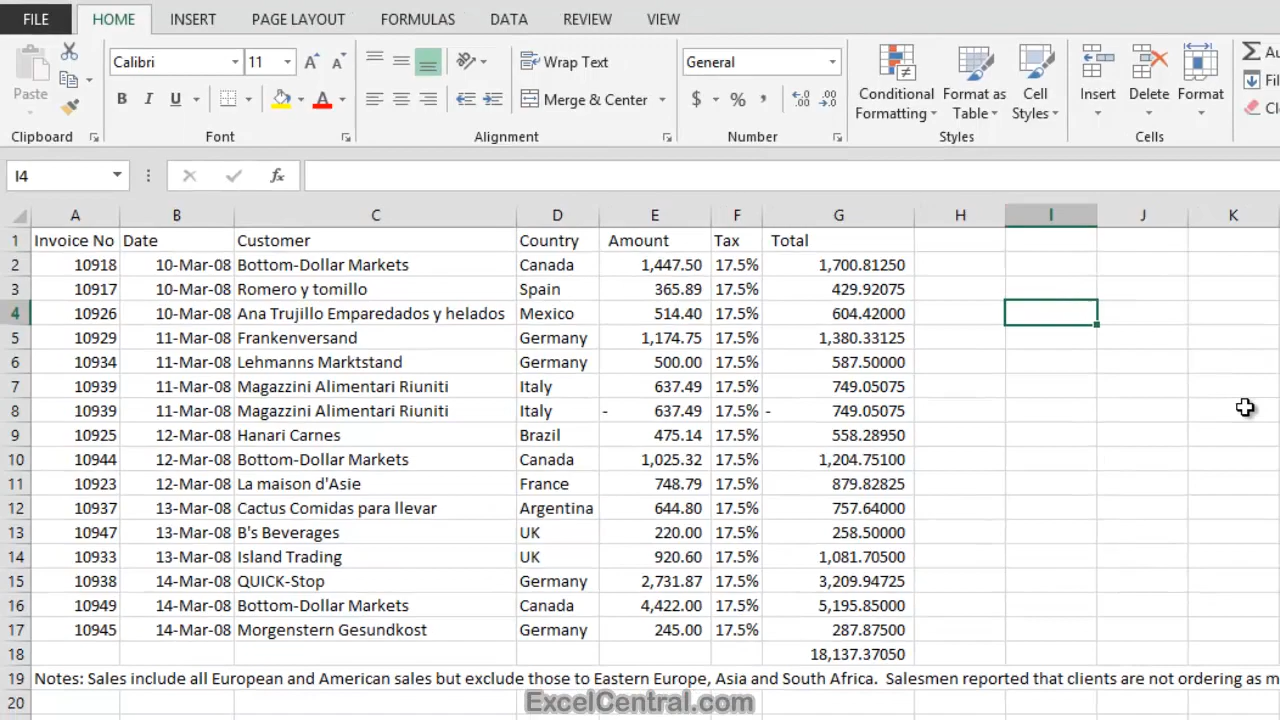 FILE HOME INSERT PAGE LAYOUT FORMULAS DATA REVIEW VIEW
Calibri 11 Wrap Text General
Paste B I U Merge & Center $ % , Conditional Formatting Format as Table Cell Styles Insert Delete Format
Clipboard Font Alignment Number Styles Cells
I4 fx
A B C D E F G H I J K
1 Invoice No Date Customer Country Amount Tax Total
2 10918 10-Mar-08 Bottom-Dollar Markets Canada 1,447.50 17.5% 1,700.81250
3 10917 10-Mar-08 Romero y tomillo Spain 365.89 17.5% 429.92075
4 10926 10-Mar-08 Ana Trujillo Emparedados y helados Mexico 514.40 17.5% 604.42000
5 10929 11-Mar-08 Frankenversand Germany 1,174.75 17.5% 1,380.33125
6 10934 11-Mar-08 Lehmanns Marktstand Germany 500.00 17.5% 587.50000
7 10939 11-Mar-08 Magazzini Alimentari Riuniti Italy 637.49 17.5% 749.05075
8 10939 11-Mar-08 Magazzini Alimentari Riuniti Italy - 637.49 17.5% - 749.05075
9 10925 12-Mar-08 Hanari Carnes Brazil 475.14 17.5% 558.28950
10 10944 12-Mar-08 Bottom-Dollar Markets Canada 1,025.32 17.5% 1,204.75100
11 10923 12-Mar-08 La maison d'Asie France 748.79 17.5% 879.82825
12 10937 13-Mar-08 Cactus Comidas para llevar Argentina 644.80 17.5% 757.64000
13 10947 13-Mar-08 B's Beverages UK 220.00 17.5% 258.50000
14 10933 13-Mar-08 Island Trading UK 920.60 17.5% 1,081.70500
15 10938 14-Mar-08 QUICK-Stop Germany 2,731.87 17.5% 3,209.94725
16 10949 14-Mar-08 Bottom-Dollar Markets Canada 4,422.00 17.5% 5,195.85000
17 10945 14-Mar-08 Morgenstern Gesundkost Germany 245.00 17.5% 287.87500
18 18,137.37050
19 Notes: Sales include all European and American sales but exclude those to Eastern Europe, Asia and South Africa. Salesmen reported that clients are not ordering as
20
ExcelCentral.com